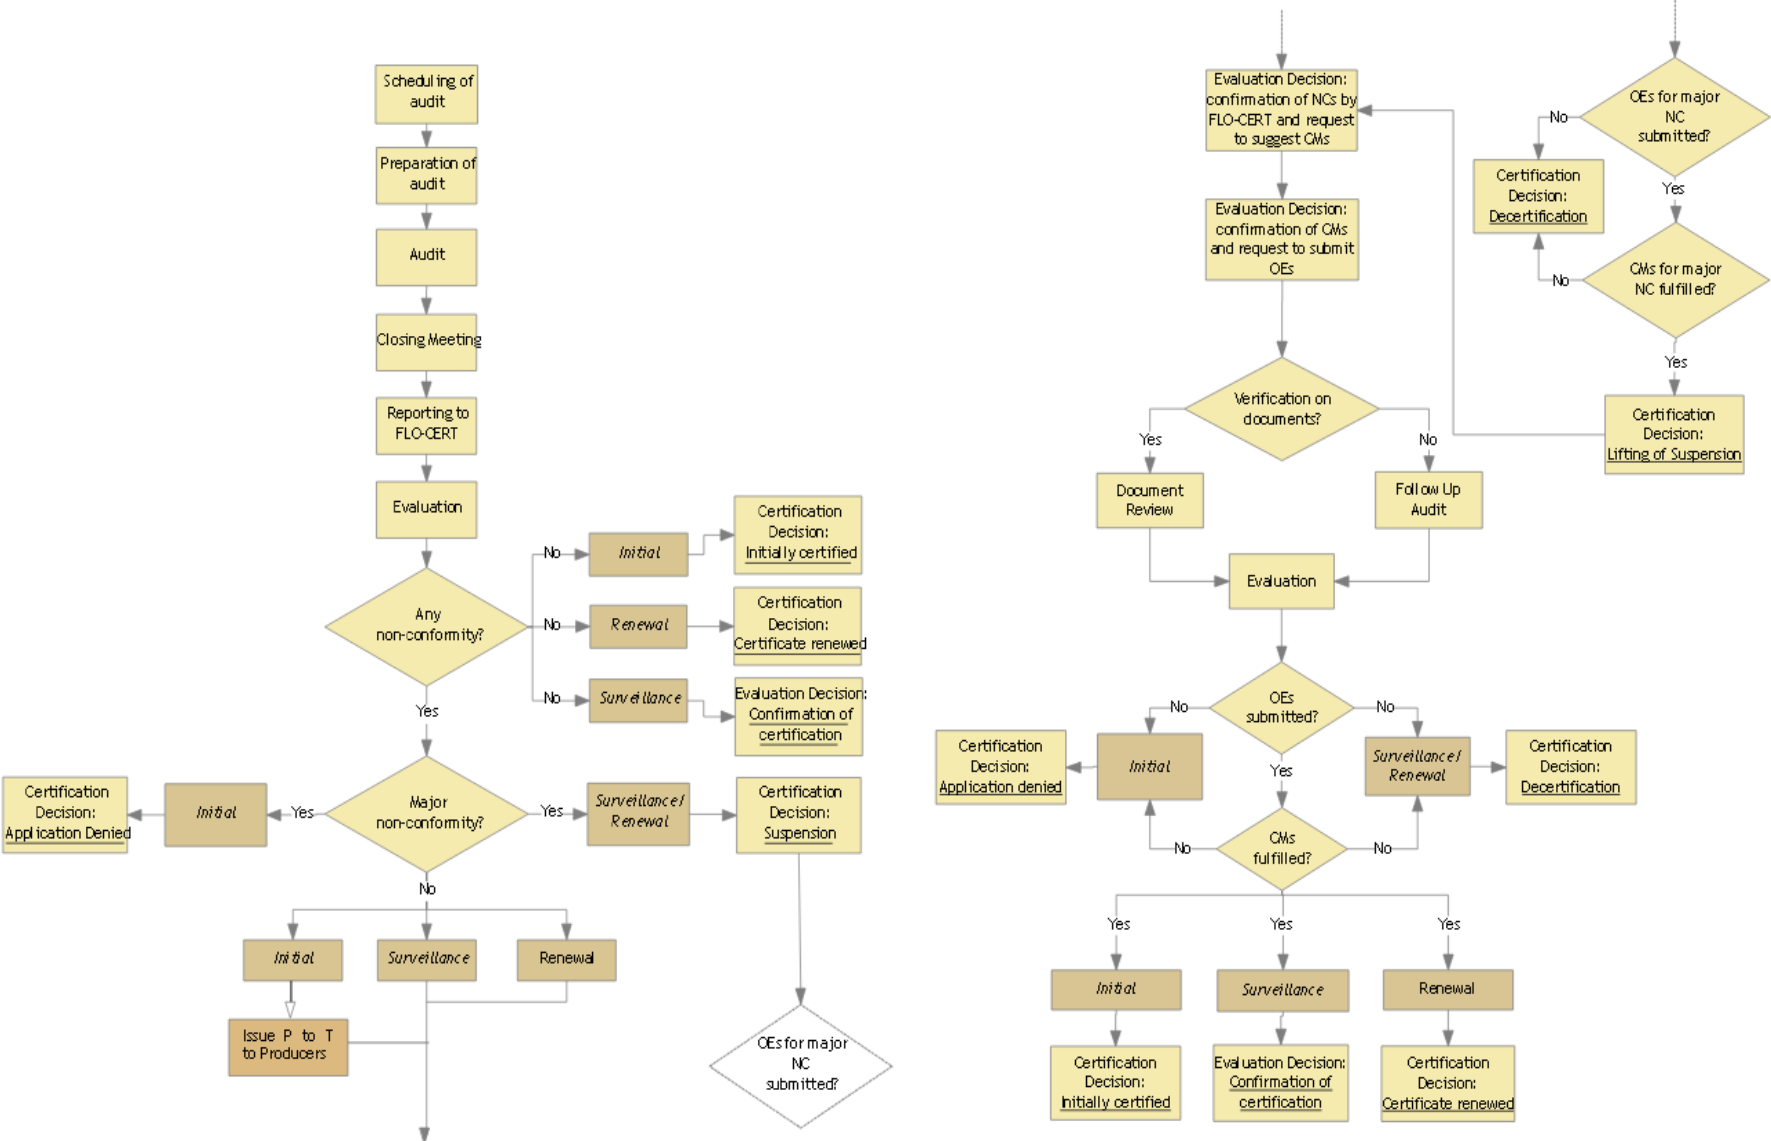 Scheduling of
audit
Preparation of
audit
Audit
Closing Meeting
Reporting to
FLO-CERT
Evaluation
Any
non-conformity?
No
Initial
Certification
Decision:
Initially certified
No
Renewal
Certification
Decision:
Certificate renewed
No
Surveillance
Evaluation Decision:
Confirmation of
certification
Yes
Major
non-conformity?
Yes
Initial
Certification
Decision:
Application Denied
Yes
Surveillance/
Renewal
Certification
Decision:
Suspension
No
Initial
Surveillance
Renewal
Issue P to T
to Producers
OEs for major
NC
submitted?
Evaluation Decision:
confirmation of NCs by
FLO-CERT and request
to suggest CMs
Evaluation Decision:
confirmation of CMs
and request to submit
OEs
Verification on
documents?
Yes
No
Document
Review
Follow Up
Audit
Evaluation
OEs
submitted?
No
No
Initial
Certification
Decision:
Application denied
Surveillance/
Renewal
Certification
Decision:
Decertification
Yes
CMs
fulfilled?
No
No
Yes
Yes
Yes
Initial
Surveillance
Renewal
Certification
Decision:
Initially certified
Evaluation Decision:
Confirmation of
certification
Certification
Decision:
Certificate renewed
OEs for major
NC
submitted?
No
Certification
Decision:
Decertification
Yes
CMs for major
NC fulfilled?
No
Yes
Certification
Decision:
Lifting of Suspension